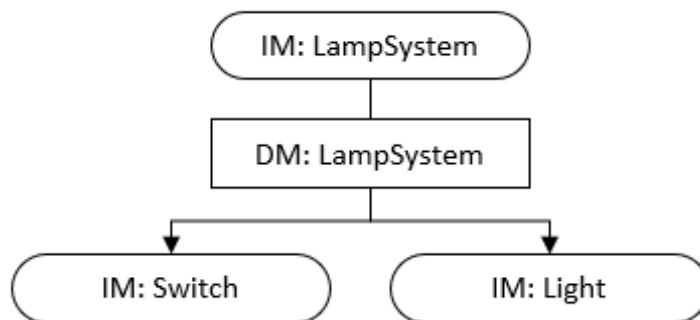 IM: LampSystem
DM: LampSystem
IM: Switch
IM: Light